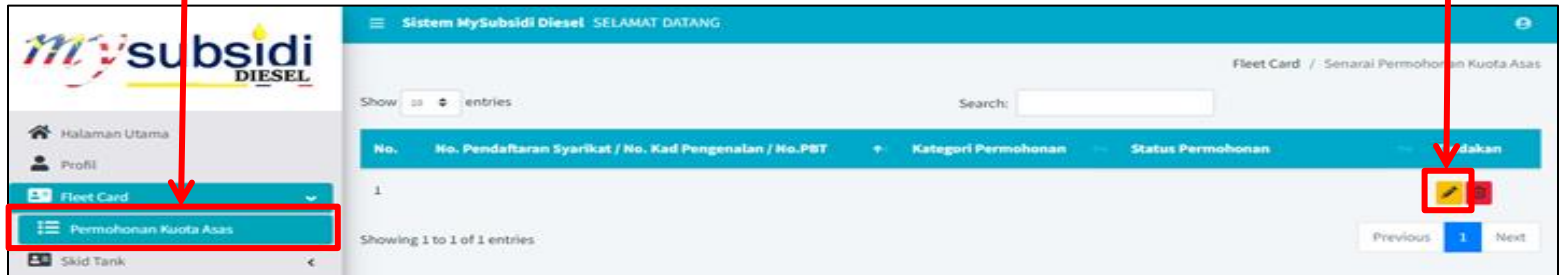 Mysubsidi
DIESEL
Sistem MySubsidi Diesel SELAMAT DATANG
Fleet Card / Senarai Permohonan Kuota Asas
Halaman Utama
Profil
Fleet Card
Permohonan Kuota Asas
Skid Tank
Show 10 entries
Search:
No. No. Pendaftaran Syarikat / No. Kad Pengenalan / No.PBT Kategori Permohonan Status Permohonan
1
Showing 1 to 1 of 1 entries
Previous 1 Next